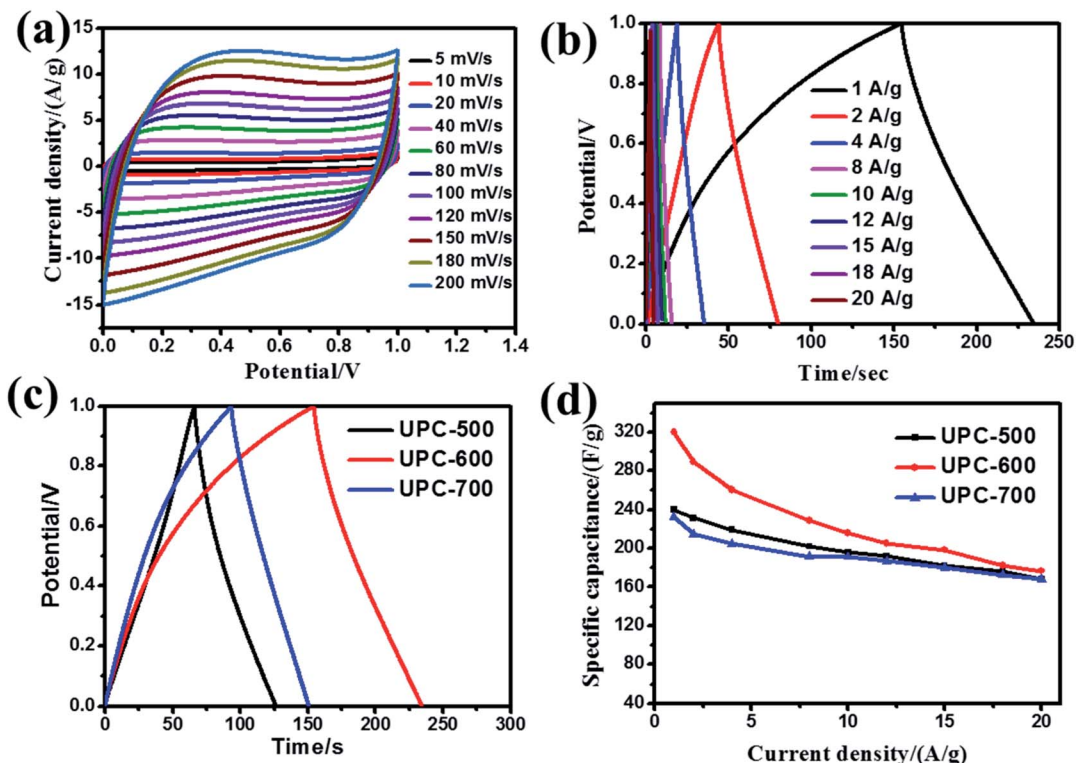 (a)
Current density/(A/g)
15
10
5
0
-5
-10
-15
0.0 0.2 0.4 0.6 0.8 1.0 1.2 1.4
Potential/V
5 mV/s
10 mV/s
20 mV/s
40 mV/s
60 mV/s
80 mV/s
100 mV/s
120 mV/s
150 mV/s
180 mV/s
200 mV/s
(b)
Potential/V
1.0
0.8
0.6
0.4
0.2
0.0
0 50 100 150 200 250
Time/sec
1 A/g
2 A/g
4 A/g
8 A/g
10 A/g
12 A/g
15 A/g
18 A/g
20 A/g
(c)
Potential/V
1.0
0.8
0.6
0.4
0.2
0.0
0 50 100 150 200 250 300
Time/s
UPC-500
UPC-600
UPC-700
(d)
Specific capacitance/(F/g)
320
280
240
200
160
120
80
40
0 5 10 15 20
Current density/(A/g)
UPC-500
UPC-600
UPC-700